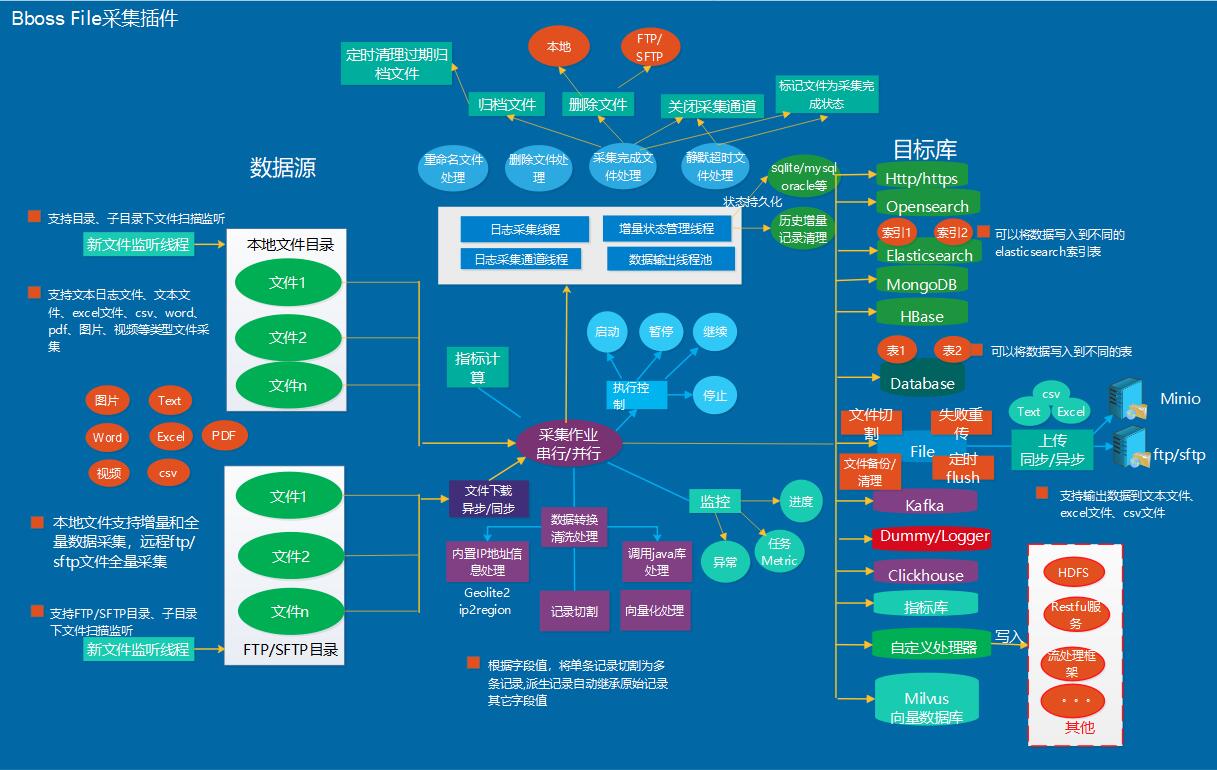 Bboss File采集插件
定时清理过期归
档文件
本地
FTP/
SFTP
归档文件
删除文件
关闭采集通道
标记文件为采集完
成状态
重命名文件
处理
删除文件处
理
采集完成文
件处理
静默超时文
件处理
sqlite/mysql
oracle等
状态持久化
历史增量
记录清理
日志采集线程
增量状态管理线程
日志采集通道线程
数据输出线程池
数据源
支持目录、子目录下文件扫描监听
新文件监听线程
本地文件目录
文件1
文件2
文件n
支持文本日志文件、文本文
件、excel文件、csv、word、
pdf、图片、视频等类型文件采
集
图片
Text
Word
Excel
PDF
视频
csv
本地文件支持增量和全
量数据采集，远程ftp/
sftp文件全量采集
支持FTP/SFTP目录、子目录
下文件扫描监听
新文件监听线程
文件1
文件2
文件n
FTP/SFTP目录
指标计
算
启动
暂停
继续
执行控
制
停止
采集作业
串行/并行
文件下载
异步/同步
数据转换
清洗处理
内置IP地址信
息处理
Geolite2
ip2region
调用java库
处理
记录切割
向量化处理
监控
进度
异常
任务
Metric
根据字段值，将单条记录切割为多
条记录,派生记录自动继承原始记录
其它字段值
目标库
Http/https
Opensearch
索引1
索引2
Elasticsearch
可以将数据写入到不同的
elasticsearch索引表
MongoDB
HBase
表1
表2
Database
可以将数据写入到不同的表
文件切
割
失败重
传
File
文件备份/
清理
定时
flush
csv
Text
Excel
上传
同步/异步
Minio
ftp/sftp
支持输出数据到文本文件、
excel文件、csv文件
Kafka
Dummy/Logger
Clickhouse
指标库
自定义处理器
写入
Milvus
向量数据库
HDFS
Restful服
务
流处理框
架
。。。
其他